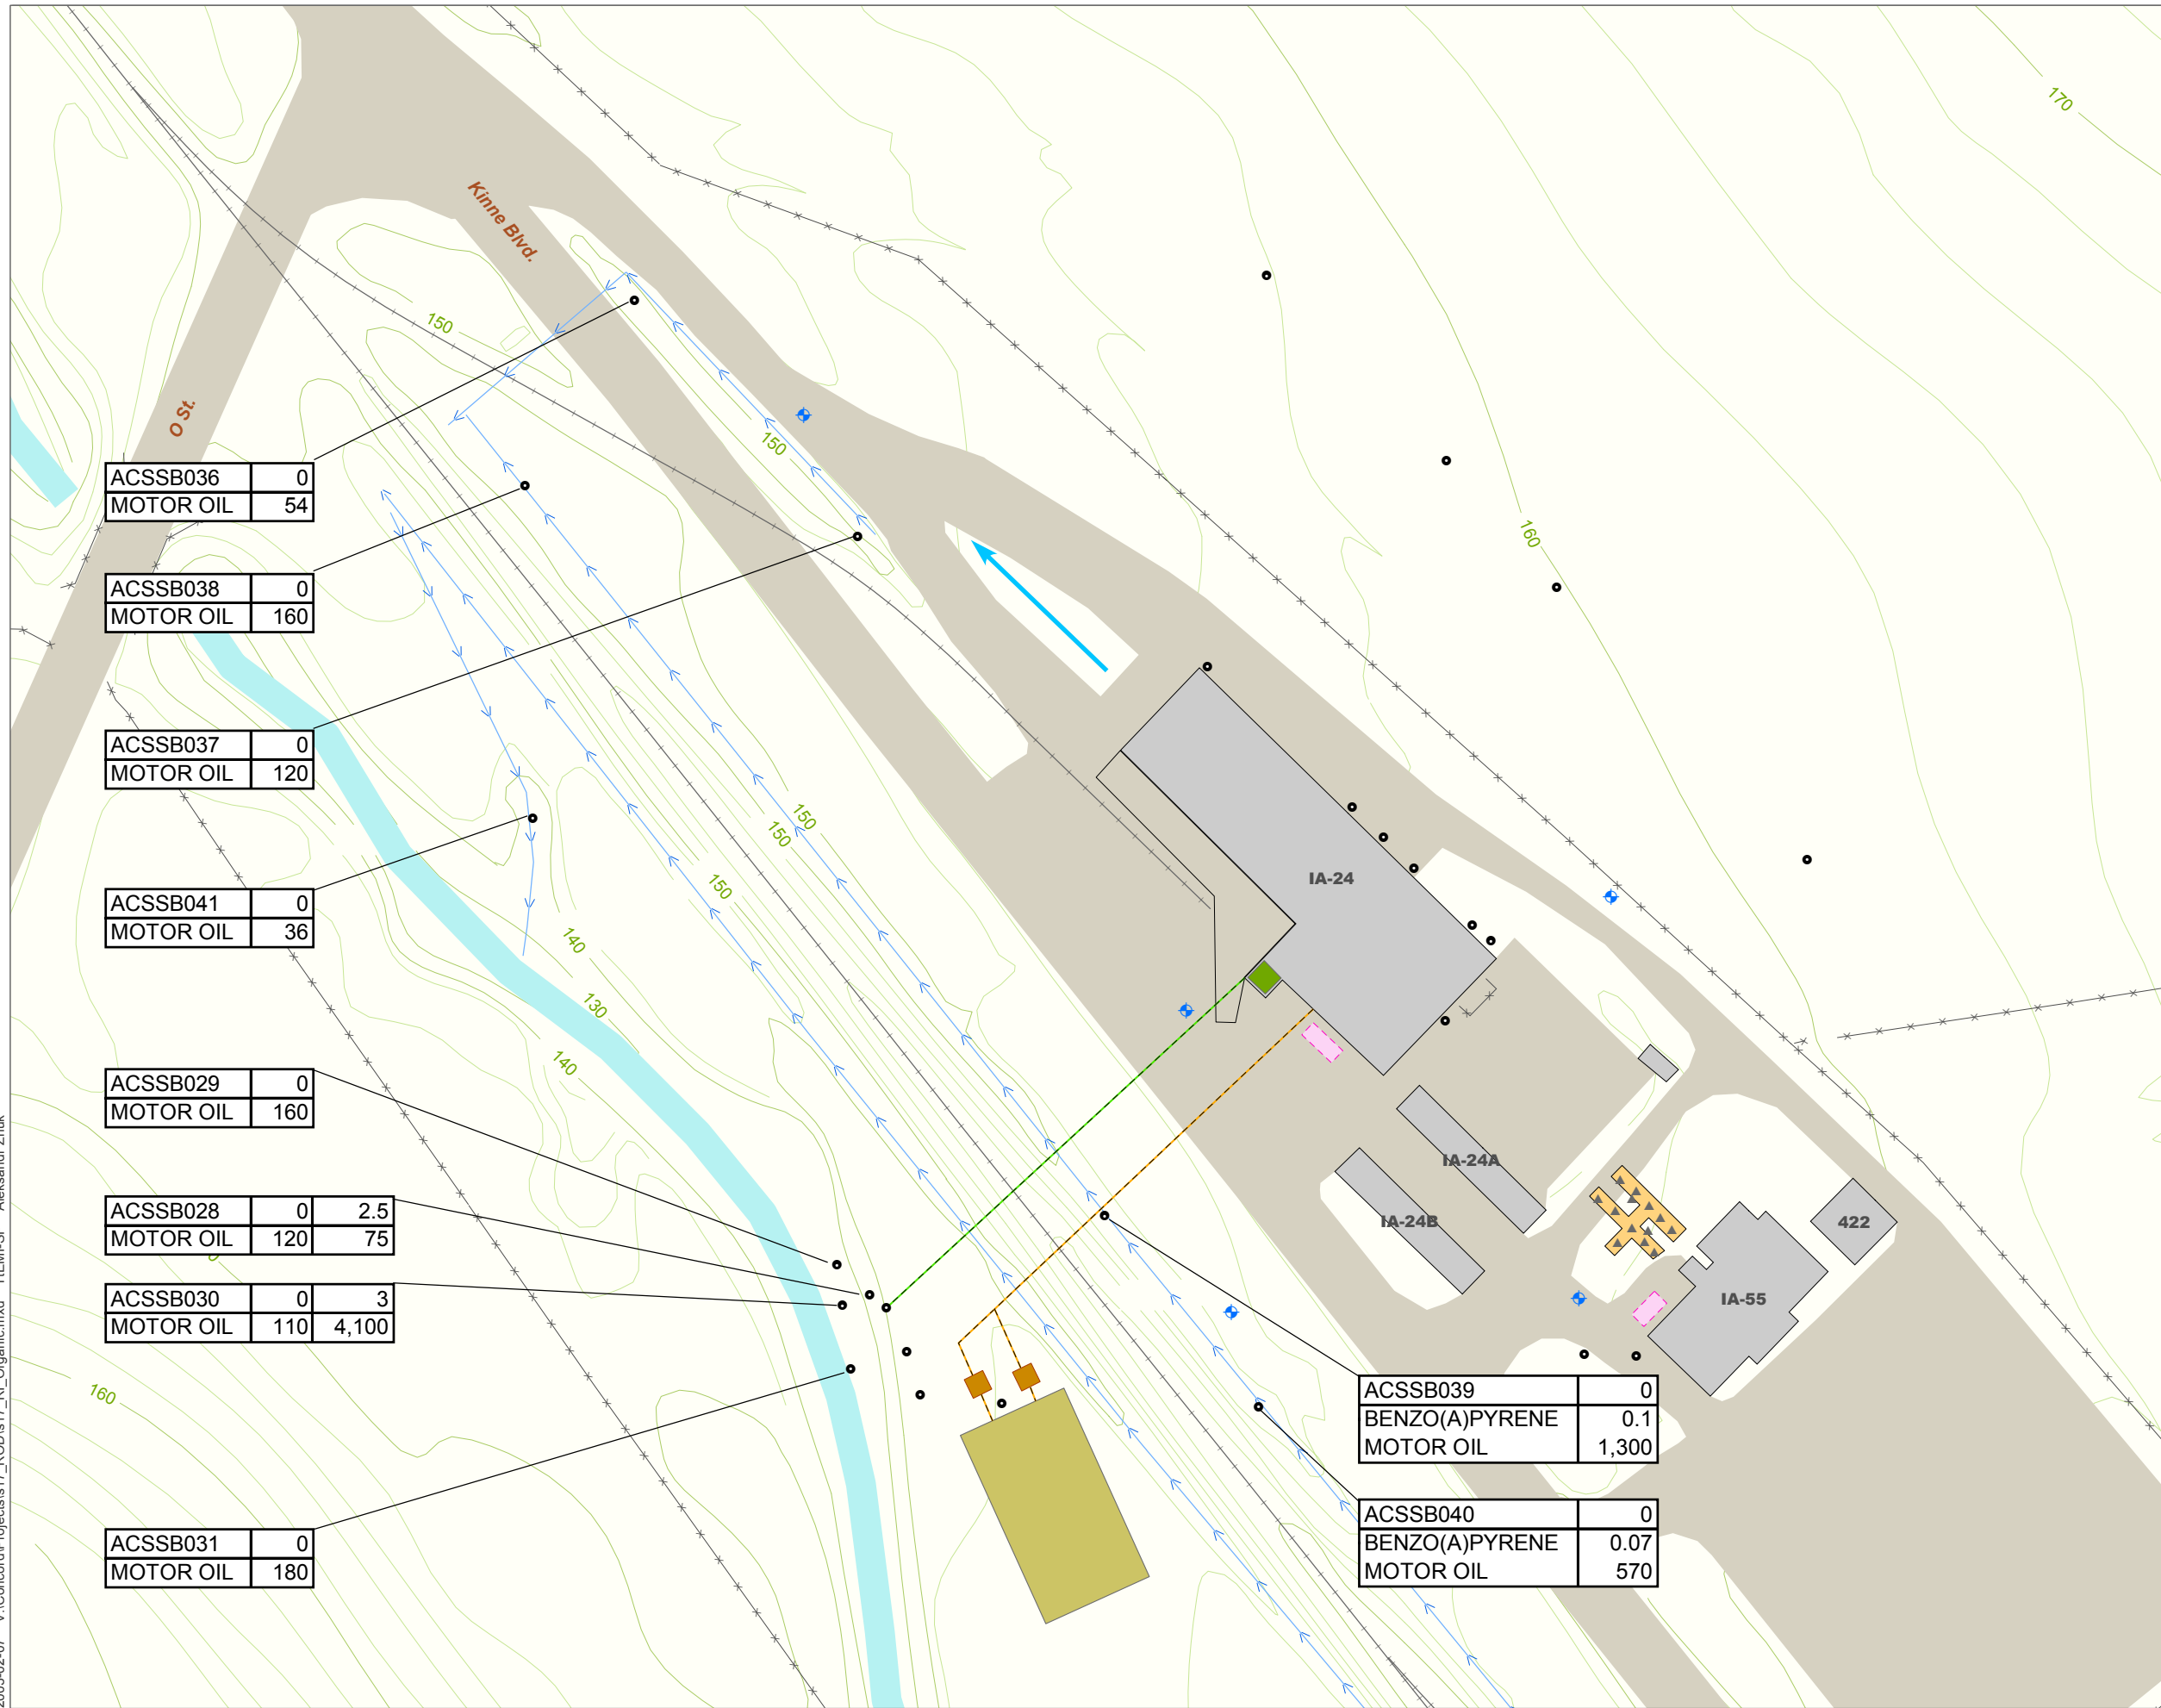 170
Kinne Blvd.
150
O St.
150
160
ACSSB036 0
MOTOR OIL 54
ACSSB038 0
MOTOR OIL 160
ACSSB037 0
MOTOR OIL 120
150
150
150
IA-24
ACSSB041 0
MOTOR OIL 36
140
130
140
ACSSB029 0
MOTOR OIL 160
IA-24A
IA-24B
422
IA-55
ACSSB028 0 2.5
MOTOR OIL 120 75
ACSSB030 0 3
MOTOR OIL 110 4,100
160
ACSSB039 0
BENZO(A)PYRENE 0.1
MOTOR OIL 1,300
ACSSB040 0
BENZO(A)PYRENE 0.07
MOTOR OIL 570
ACSSB031 0
MOTOR OIL 180